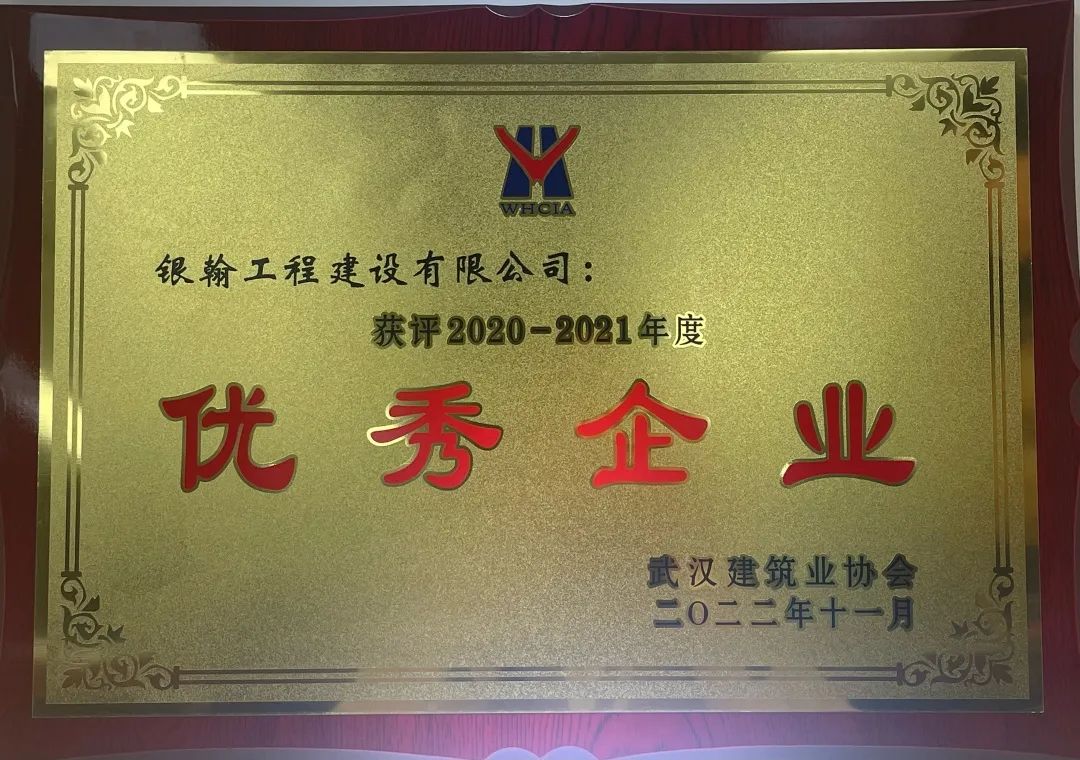 WHCIA
银翰工程建设有限公司：
获评2020-2021年度
优秀企业
武汉建筑业协会
二〇二二年十一月